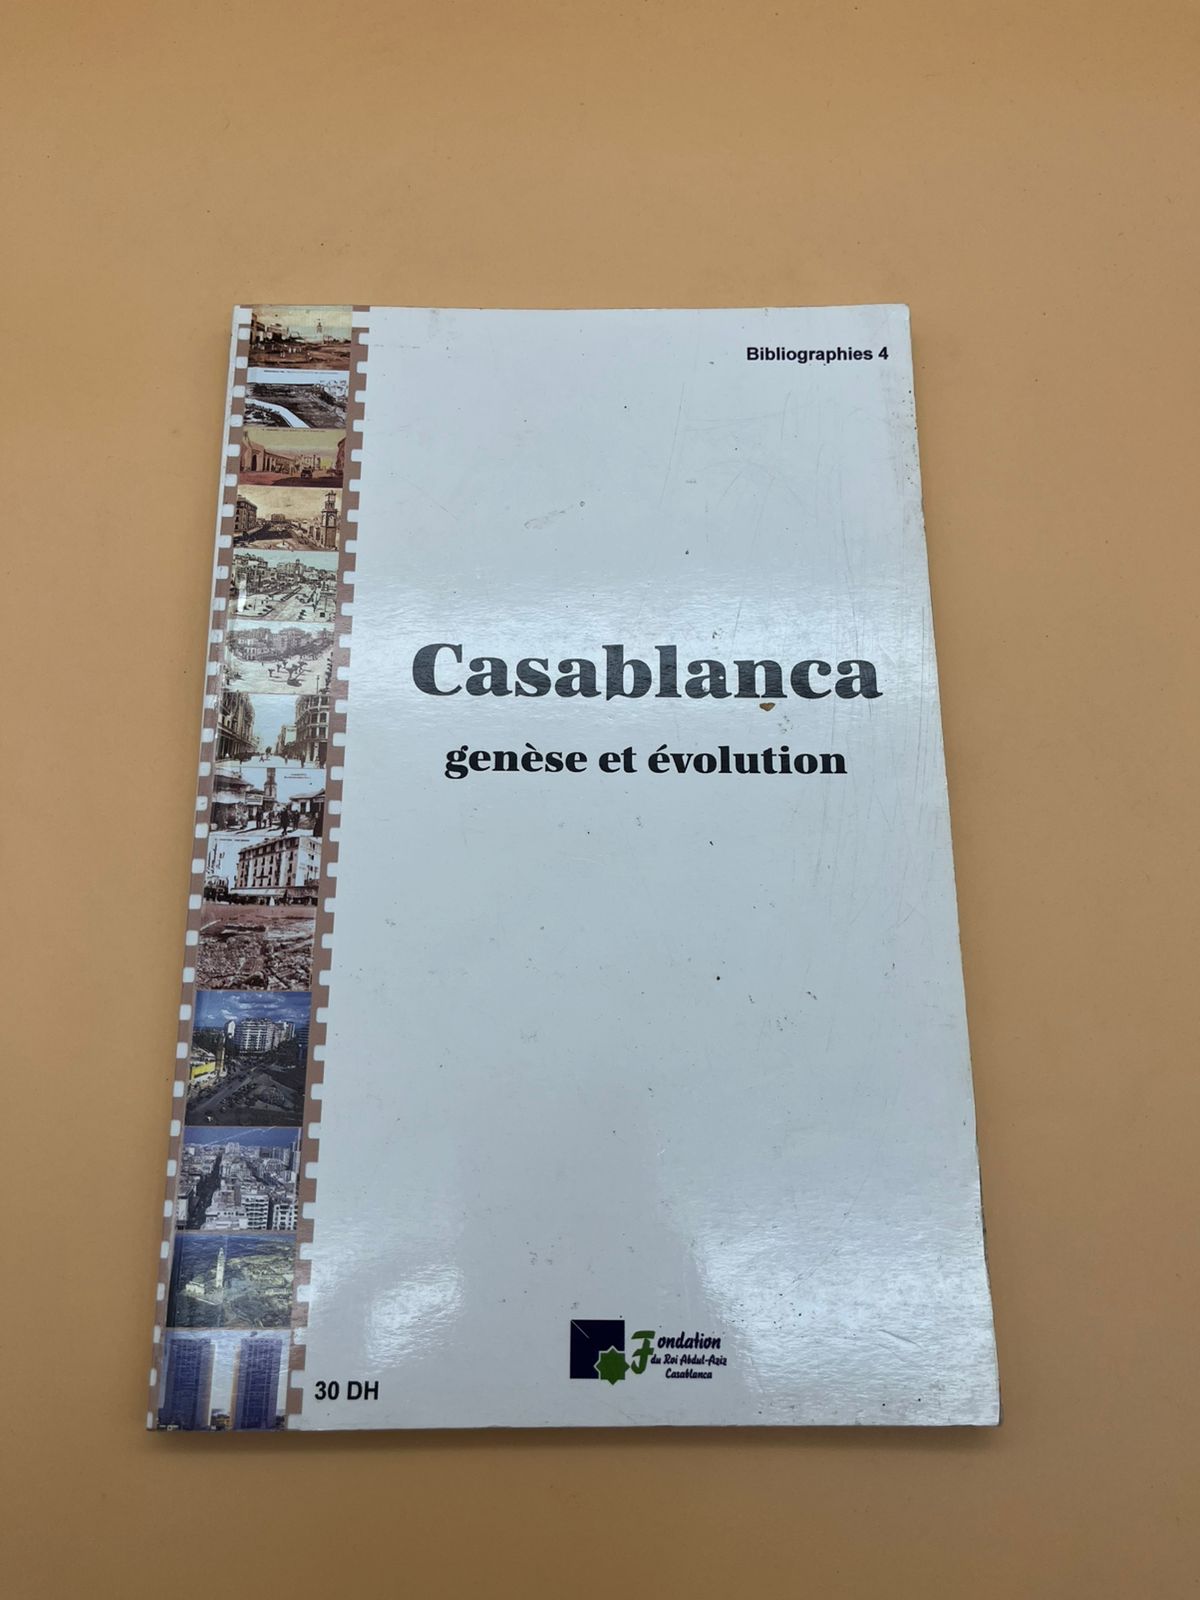 Bibliographies 4
Casablanca
genèse et évolution
Fondation
du Roi Abdul-Aziz
Casablanca
30 DH